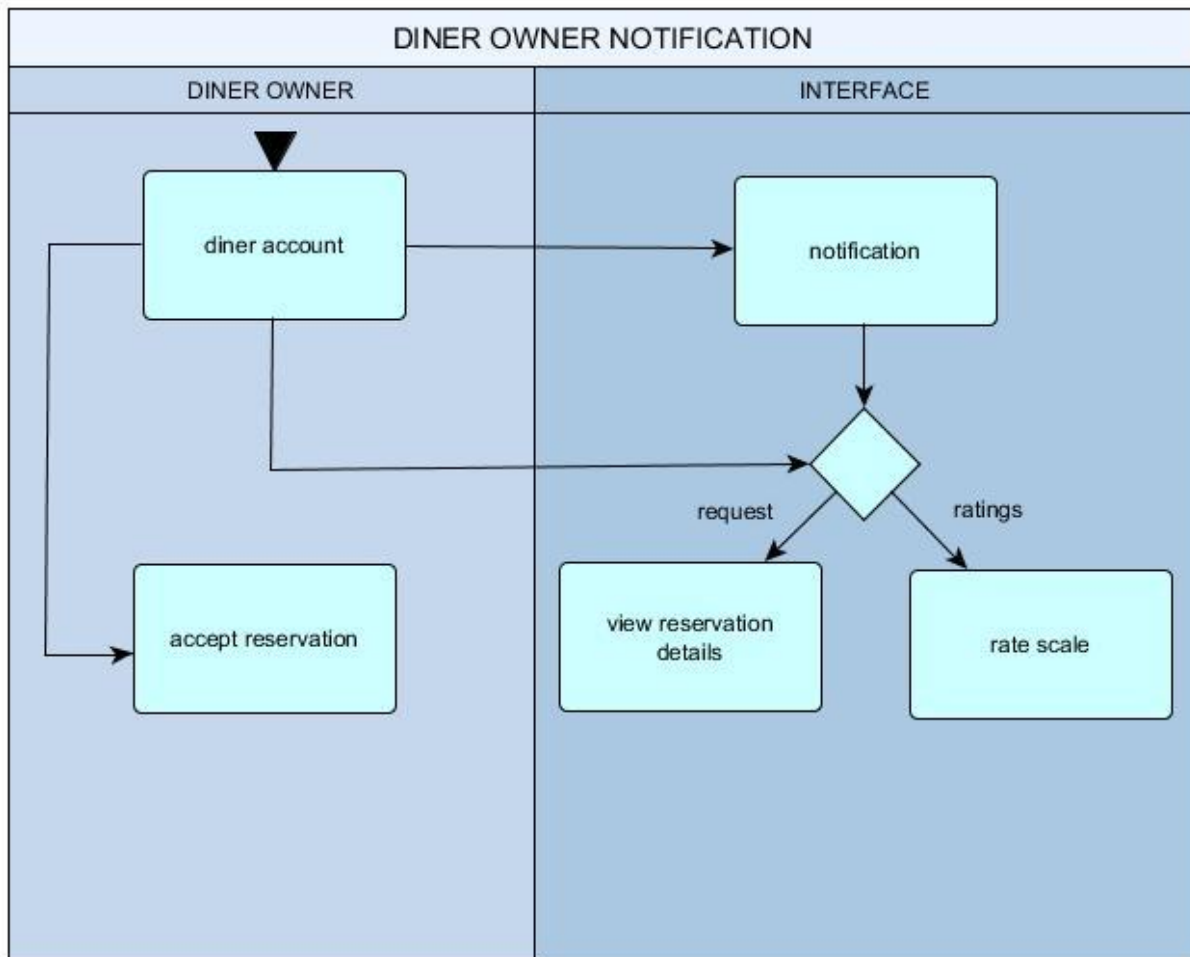 DINER OWNER NOTIFICATION
DINER OWNER
INTERFACE
diner account
notification
request
ratings
accept reservation
view reservation
details
rate scale